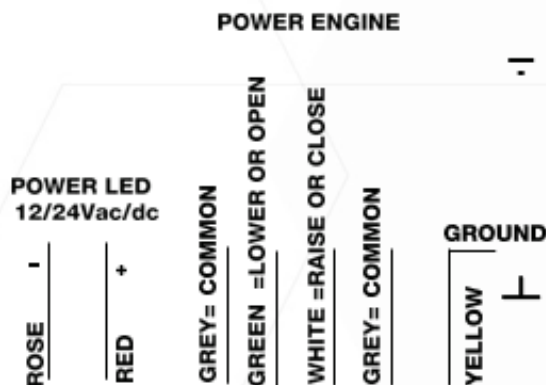 POWER ENGINE
POWER LED
12/24Vac/dc
GROUND
-
+
ROSE
RED
GREY= COMMON
GREEN =LOWER OR OPEN
WHITE =RAISE OR CLOSE
GREY= COMMON
YELLOW